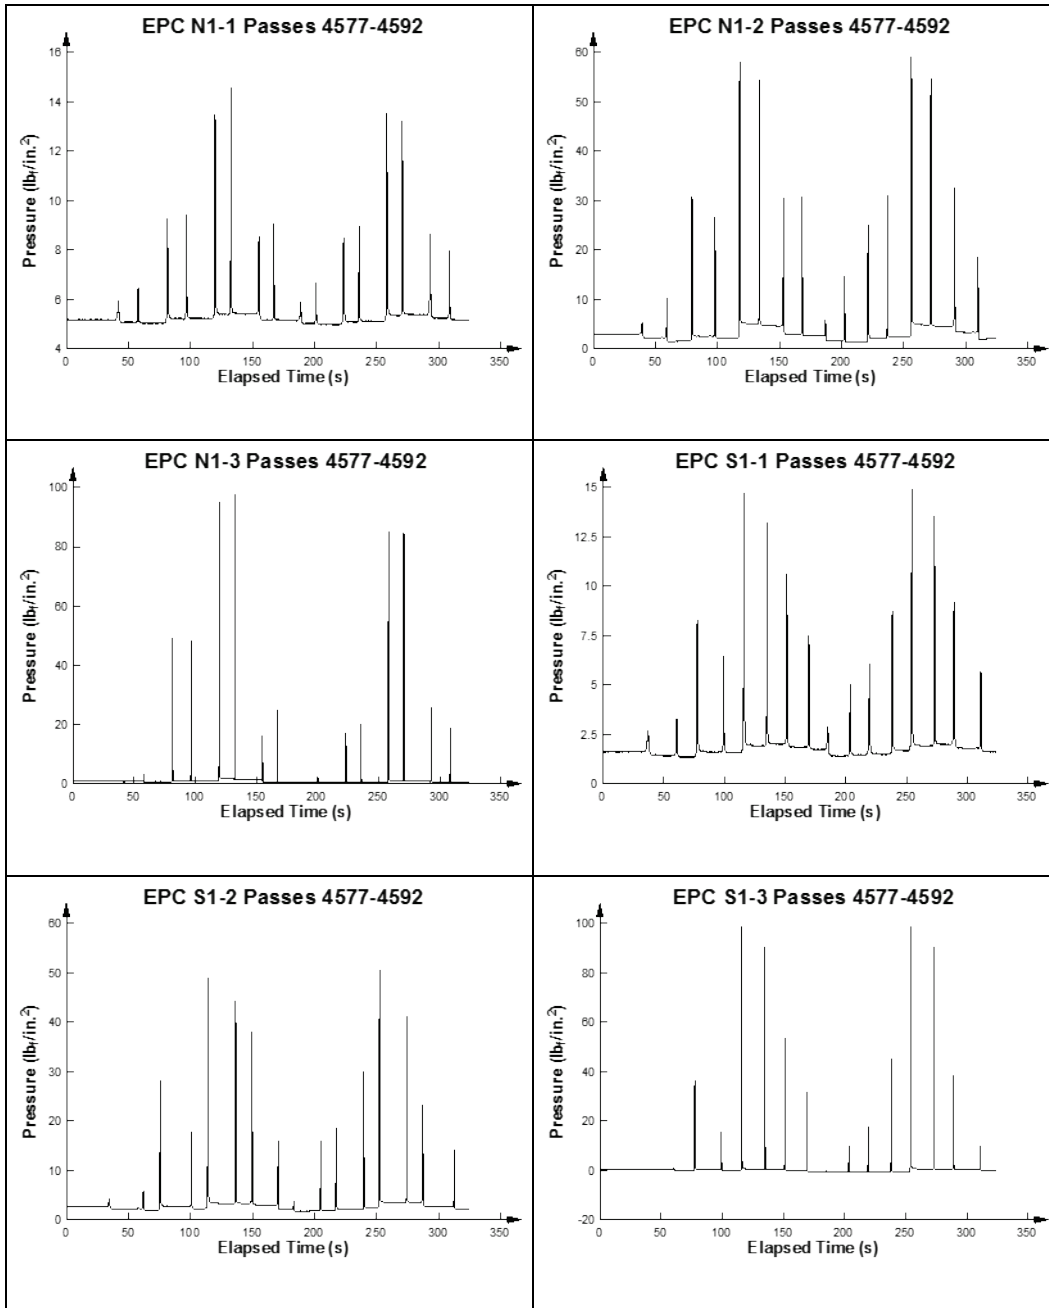 EPC N1-1 Passes 4577-4592
16
14
12
10
8
6
4
Pressure (lbf/in.²)
0 50 100 150 200 250 300 350
Elapsed Time (s)
EPC N1-2 Passes 4577-4592
60
50
40
30
20
10
0
Pressure (lbf/in.²)
0 50 100 150 200 250 300 350
Elapsed Time (s)
EPC N1-3 Passes 4577-4592
100
80
60
40
20
0
Pressure (lbf/in.²)
0 50 100 150 200 250 300 350
Elapsed Time (s)
EPC S1-1 Passes 4577-4592
15
12.5
10
7.5
5
2.5
0
Pressure (lbf/in.²)
0 50 100 150 200 250 300 350
Elapsed Time (s)
EPC S1-2 Passes 4577-4592
60
50
40
30
20
10
0
Pressure (lbf/in.²)
0 50 100 150 200 250 300 350
Elapsed Time (s)
EPC S1-3 Passes 4577-4592
100
80
60
40
20
0
-20
Pressure (lbf/in.²)
0 50 100 150 200 250 300 350
Elapsed Time (s)